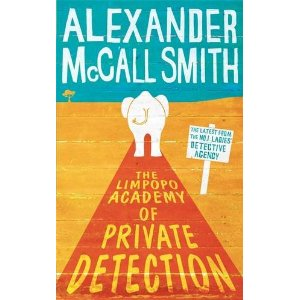 ALEXANDER
McCALL SMITH
THE LATEST FROM
THE NO.1 LADIES'
DETECTIVE
AGENCY
THE
LIMPOPO
ACADEMY
OF
PRIVATE
DETECTION